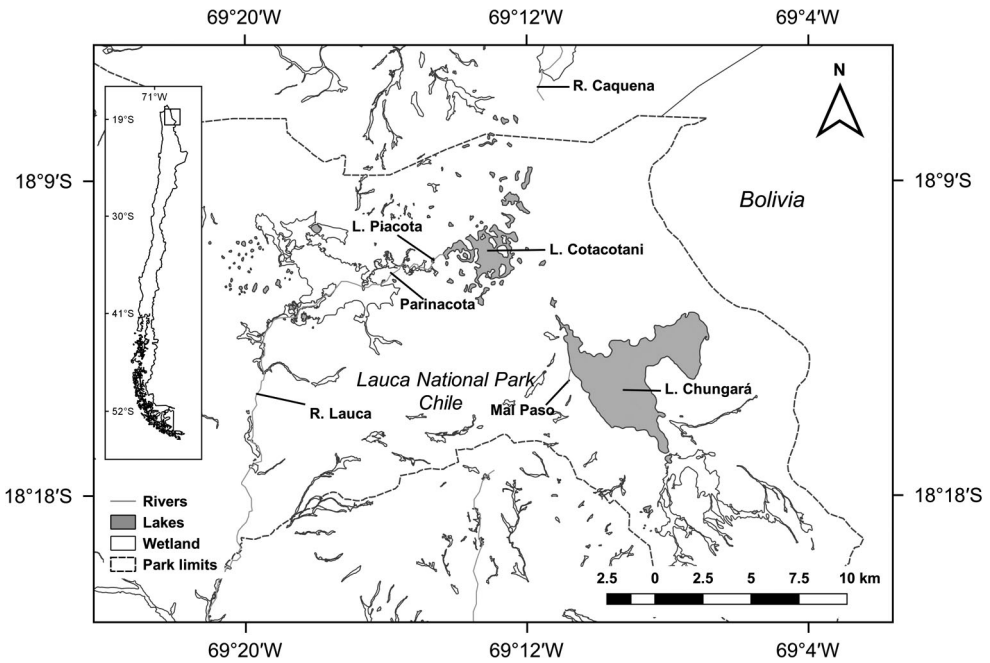 69°20'W
69°12'W
69°4'W
N
71°W
19°S
30°S
41°S
52°S
R. Caquena
18°9'S
18°9'S
Bolivia
L. Piacota
L. Cotacotani
Parinacota
Lauca National Park
Chile
L. Chungará
Mal Paso
R. Lauca
18°18'S
18°18'S
Rivers
Lakes
Wetland
Park limits
2.5 0 2.5 5 7.5 10 km
69°20'W
69°12'W
69°4'W